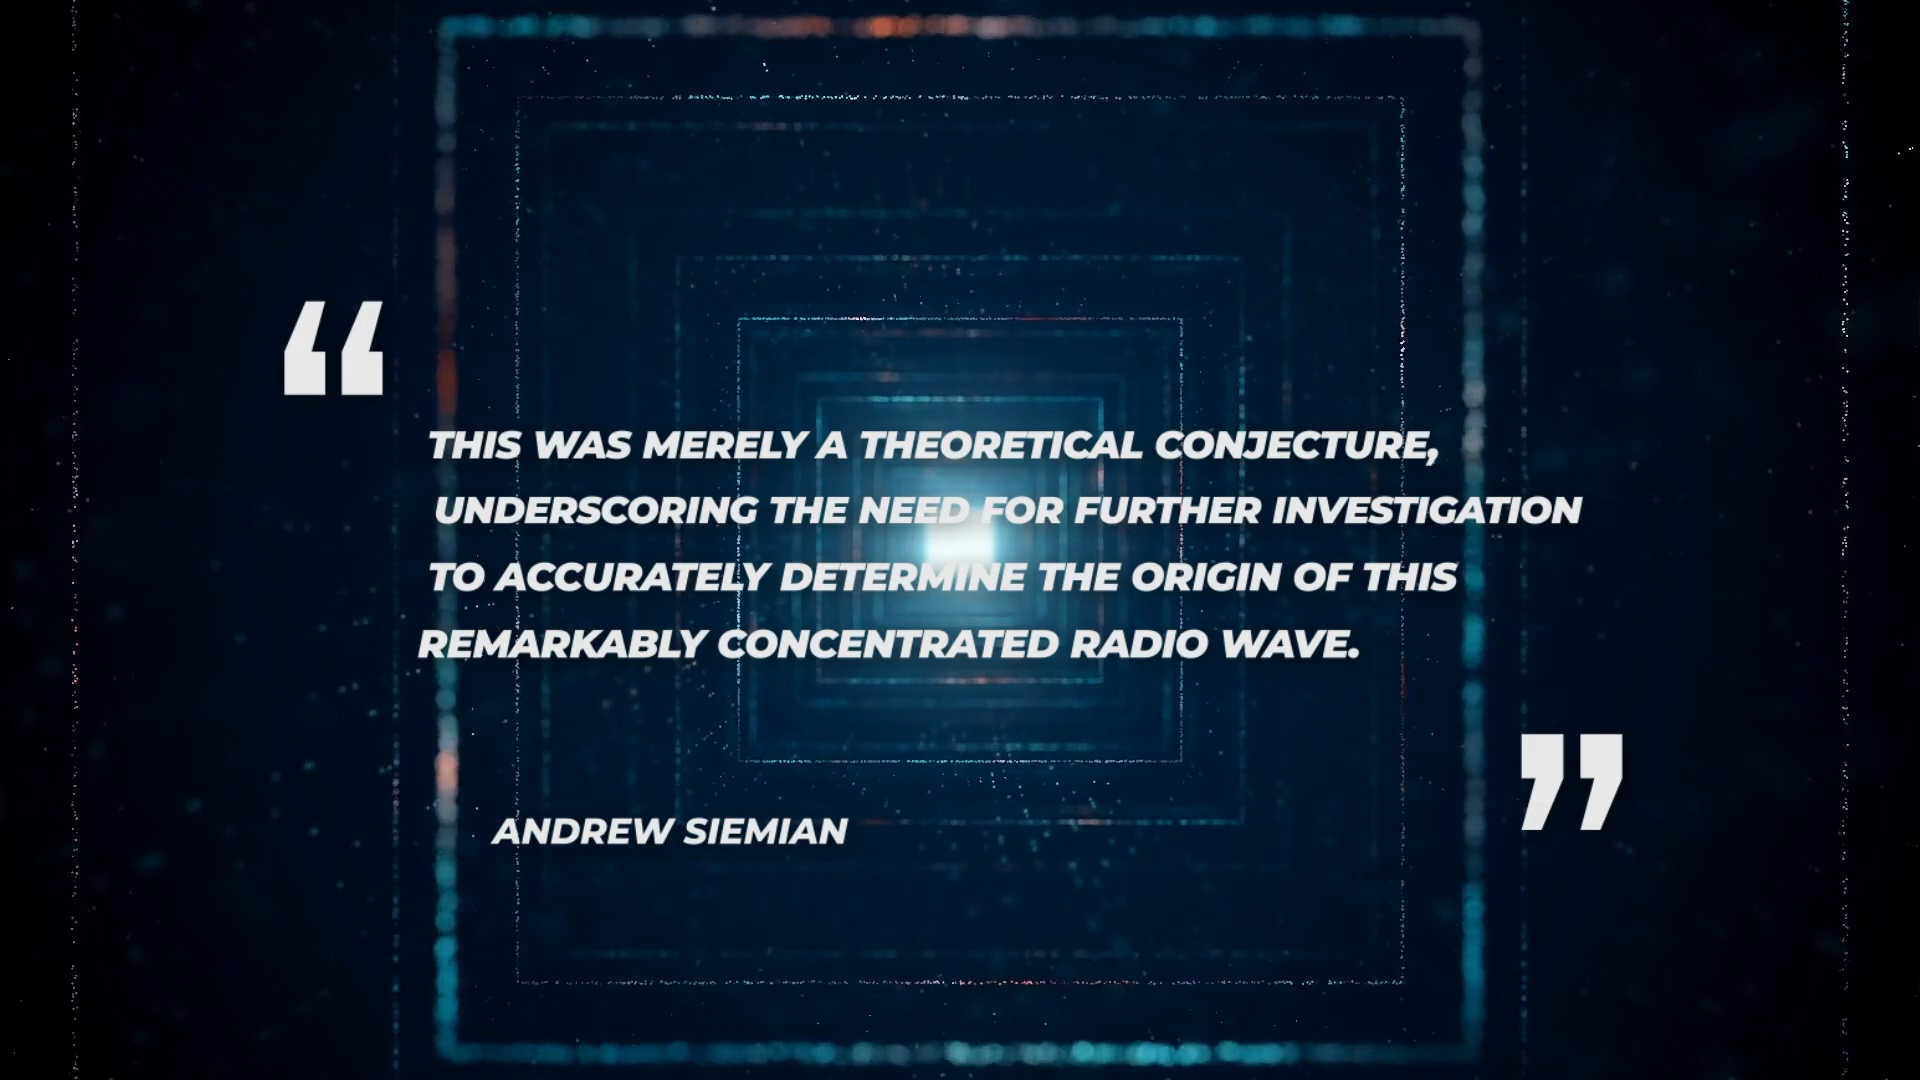 “
THIS WAS MERELY A THEORETICAL CONJECTURE,
UNDERSCORING THE NEED FOR FURTHER INVESTIGATION
TO ACCURATELY DETERMINE THE ORIGIN OF THIS
REMARKABLY CONCENTRATED RADIO WAVE.
”
ANDREW SIEMIAN